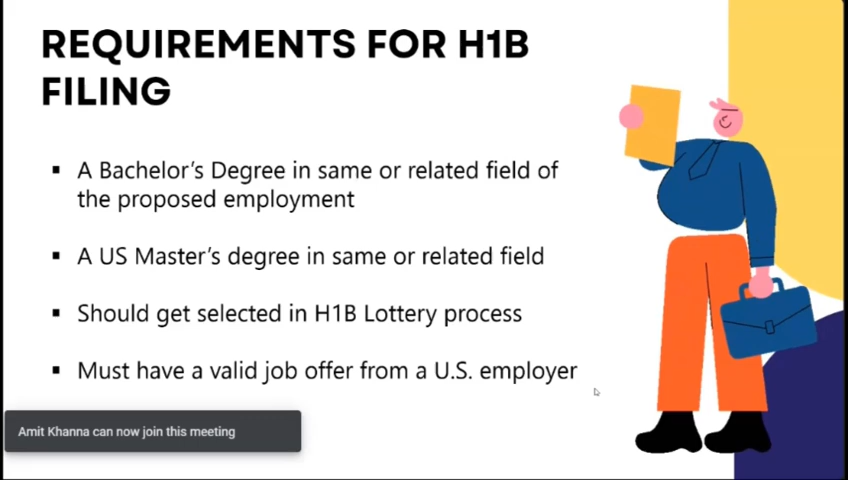 REQUIREMENTS FOR H1B
FILING
▪ A Bachelor's Degree in same or related field of
the proposed employment
▪ A US Master's degree in same or related field
▪ Should get selected in H1B Lottery process
▪ Must have a valid job offer from a U.S. employer
Amit Khanna can now join this meeting